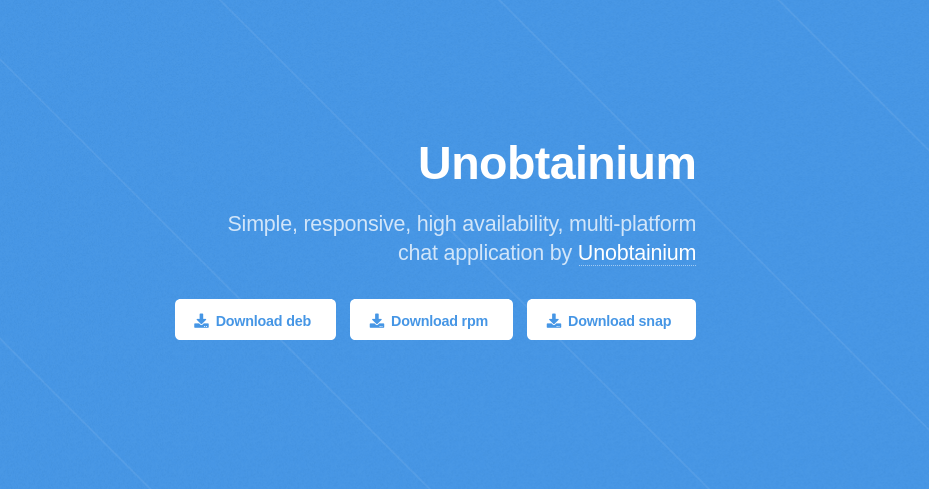 Unobtainium
Simple, responsive, high availability, multi-platform
chat application by Unobtainium
Download deb
Download rpm
Download snap